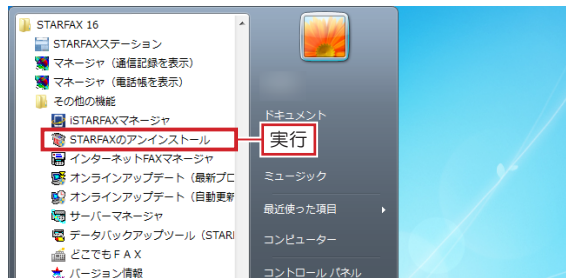 STARFAX 16
STARFAXステーション
マネージャ（通信記録を表示）
マネージャ（電話帳を表示）
その他の機能
iSTARFAXマネージャ
STARFAXのアンインストール
インターネットFAXマネージャ
オンラインアップデート（最新プロ
オンラインアップデート（自動更新
サーバーマネージャ
データバックアップツール（STARI
どこでもＦＡＸ
バージョン情報
ドキュメント
実行
ミュージック
最近使った項目
コンピューター
コントロール パネル